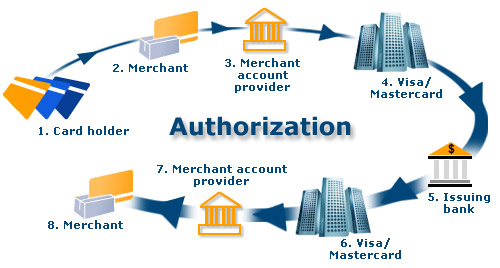 1. Card holder
2. Merchant
3. Merchant
account
provider
4. Visa/
Mastercard
$
5. Issuing
bank
6. Visa/
Mastercard
7. Merchant account
provider
8. Merchant
Authorization